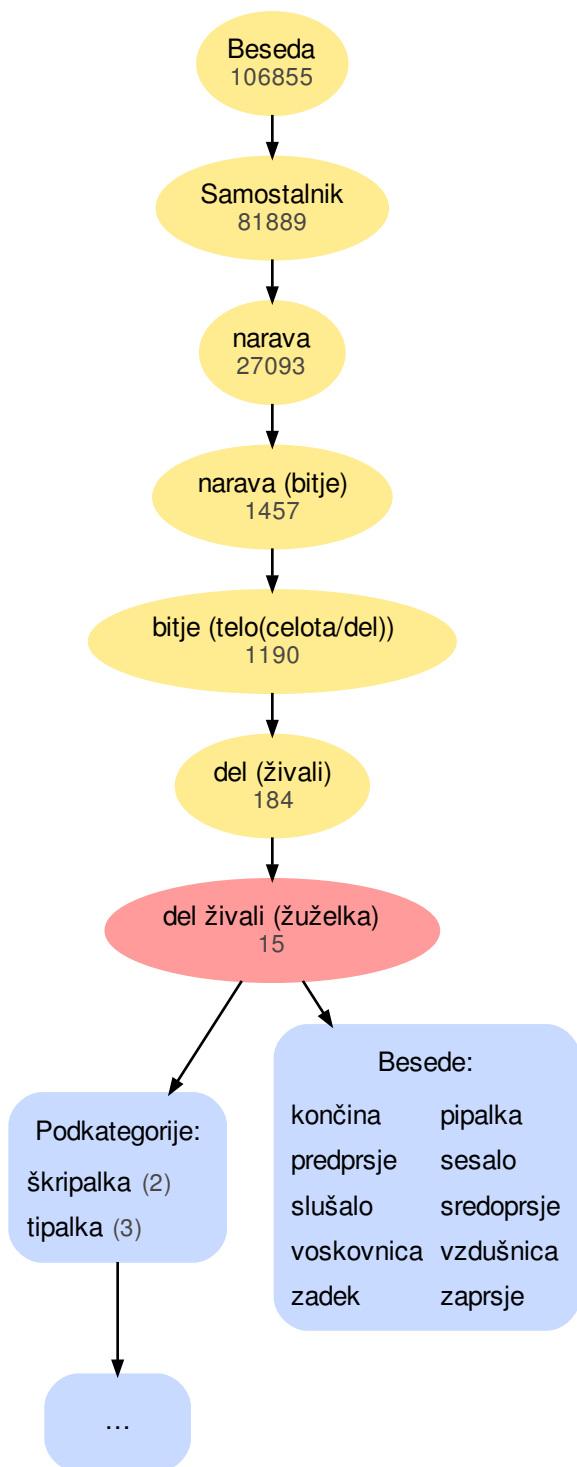 Beseda
106855
Samostalnik
81889
narava
27093
narava (bitje)
1457
bitje (telo(celota/del))
1190
del (živali)
184
del živali (žuželka)
15
Podkategorije:
škripalka (2)
tipalka (3)
...
Besede:
končina pipalka
predprsje sesalo
slušalo sredoprsje
voskovnica vzdušnica
zadek zaprsje